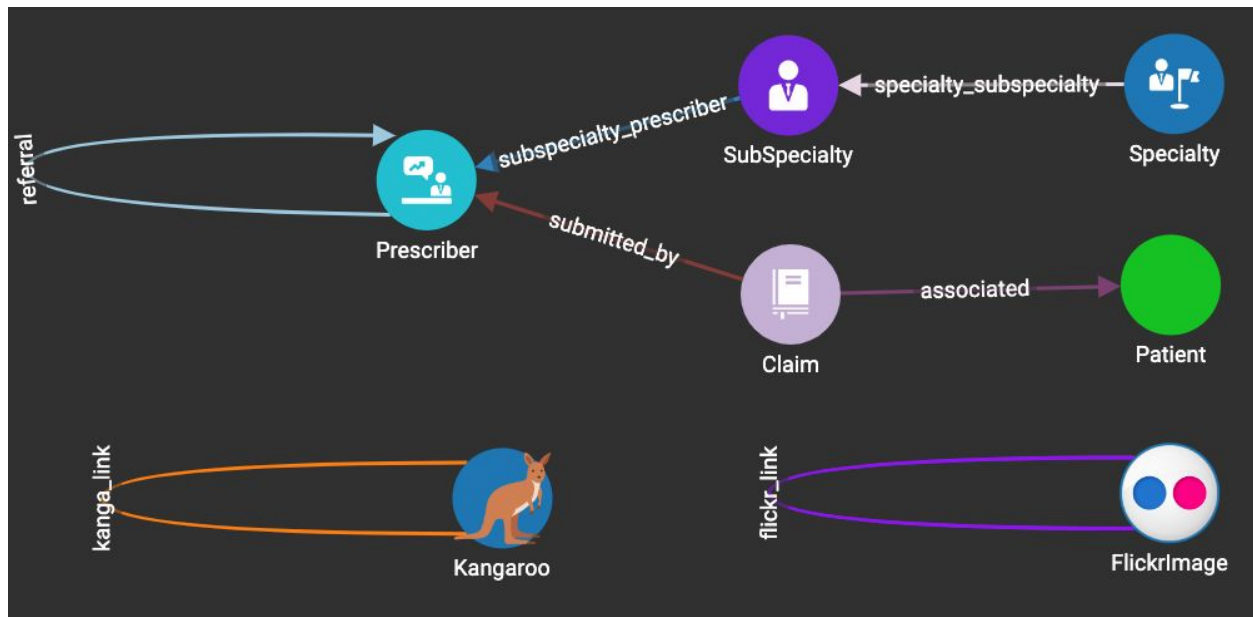 specialty_subspecialty
subspecialty_prescriber
SubSpecialty
Specialty
referral
Prescriber
submitted_by
associated
Claim
Patient
kanga_link
flickr_link
Kangaroo
FlickrImage